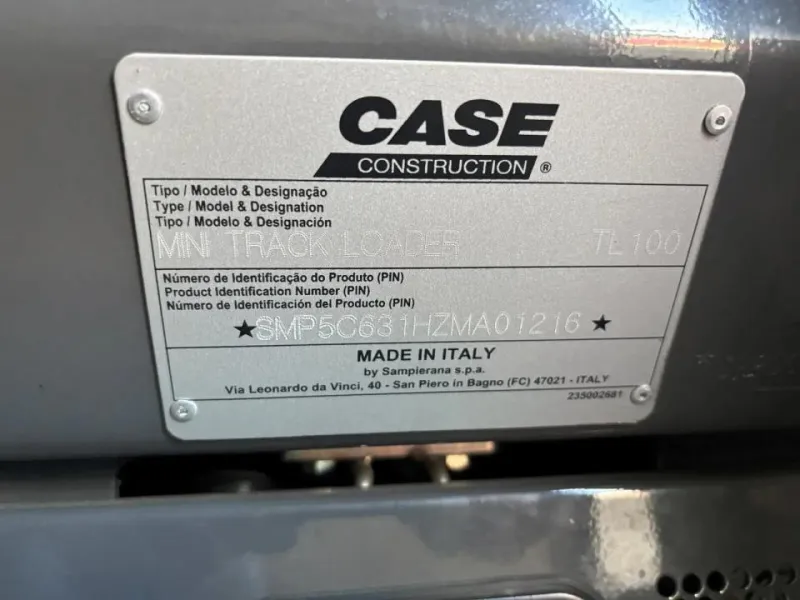 CASE
CONSTRUCTION ®
Tipo / Modelo & Designação
Type / Model & Designation
Tipo / Modelo & Designación
MINI TRACK LOADER TL100
Número de Identificação do Produto (PIN)
Product Identification Number (PIN)
Número de Identificación del Producto (PIN)
★SMP5C631HZMA01216 ★
MADE IN ITALY
by Sampierana s.p.a.
Via Leonardo da Vinci, 40 - San Piero in Bagno (FC) 47021 - ITALY
235002681